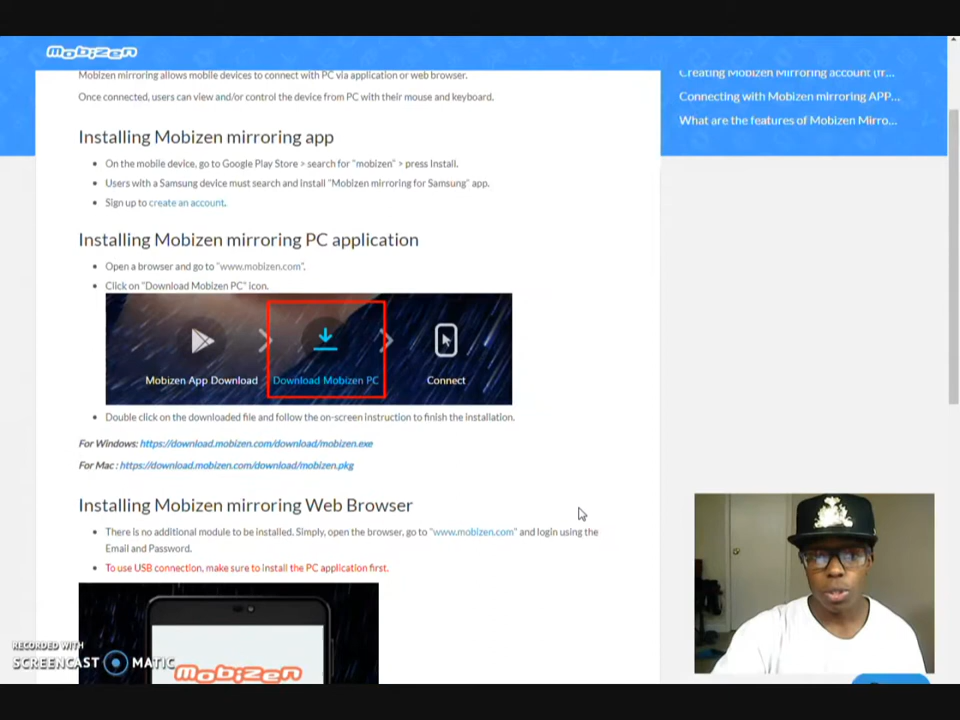 mobizen
Mobizen mirroring allows mobile devices to connect with PC via application or web browser.
Once connected, users can view and/or control the device from PC with their mouse and keyboard.
Creating Mobizen Mirroring account (fr...
Connecting with Mobizen mirroring APP...
What are the features of Mobizen Mirro...
Installing Mobizen mirroring app
On the mobile device, go to Google Play Store > search for "mobizen" > press Install.
Users with a Samsung device must search and install "Mobizen mirroring for Samsung" app.
Sign up to create an account.
Installing Mobizen mirroring PC application
Open a browser and go to "www.mobizen.com".
Click on "Download Mobizen PC" icon.
Mobizen App Download
Download Mobizen PC
Connect
Double click on the downloaded file and follow the on-screen instruction to finish the installation.
For Windows: https://download.mobizen.com/download/mobizen.exe
For Mac : https://download.mobizen.com/download/mobizen.pkg
Installing Mobizen mirroring Web Browser
There is no additional module to be installed. Simply, open the browser, go to "www.mobizen.com" and login using the
Email and Password.
To use USB connection, make sure to install the PC application first.
mobizen
RECORDED WITH
SCREENCAST MATIC